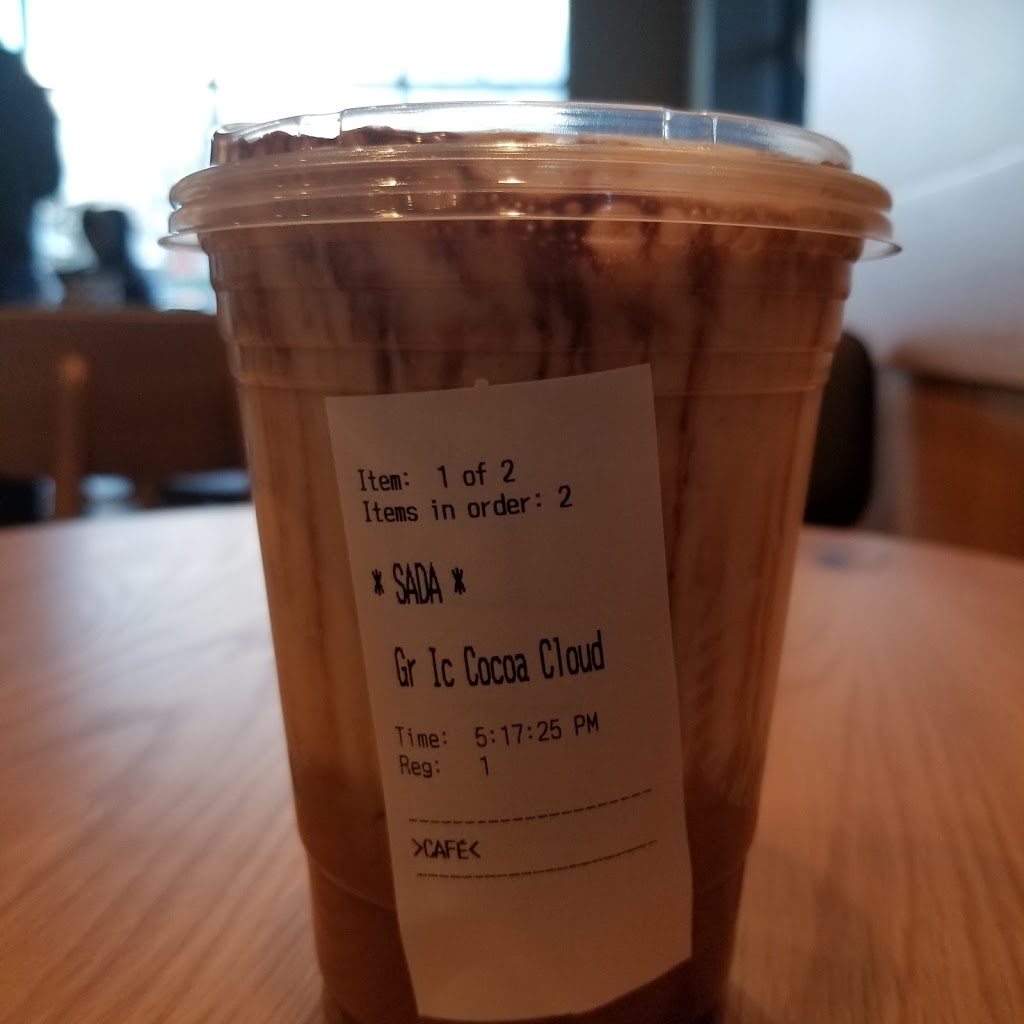 Item: 1 of 2
Items in order: 2
* SADA *
Gr Ic Cocoa Cloud
Time: 5:17:25 PM
Reg: 1
>CAFÉ<